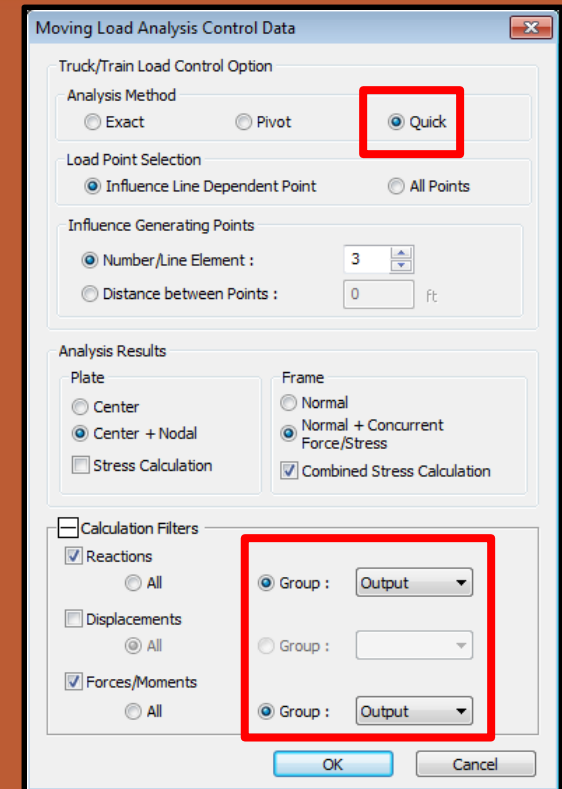 Moving Load Analysis Control Data
Truck/Train Load Control Option
Analysis Method
Exact Pivot Quick
Load Point Selection
Influence Line Dependent Point All Points
Influence Generating Points
Number/Line Element : 3
Distance between Points : 0 ft
Analysis Results
Plate Frame
Center Normal
Center + Nodal Normal + Concurrent
Force/Stress
Stress Calculation Combined Stress Calculation
Calculation Filters
Reactions
All Group : Output
Displacements
All Group :
Forces/Moments
All Group : Output
OK Cancel